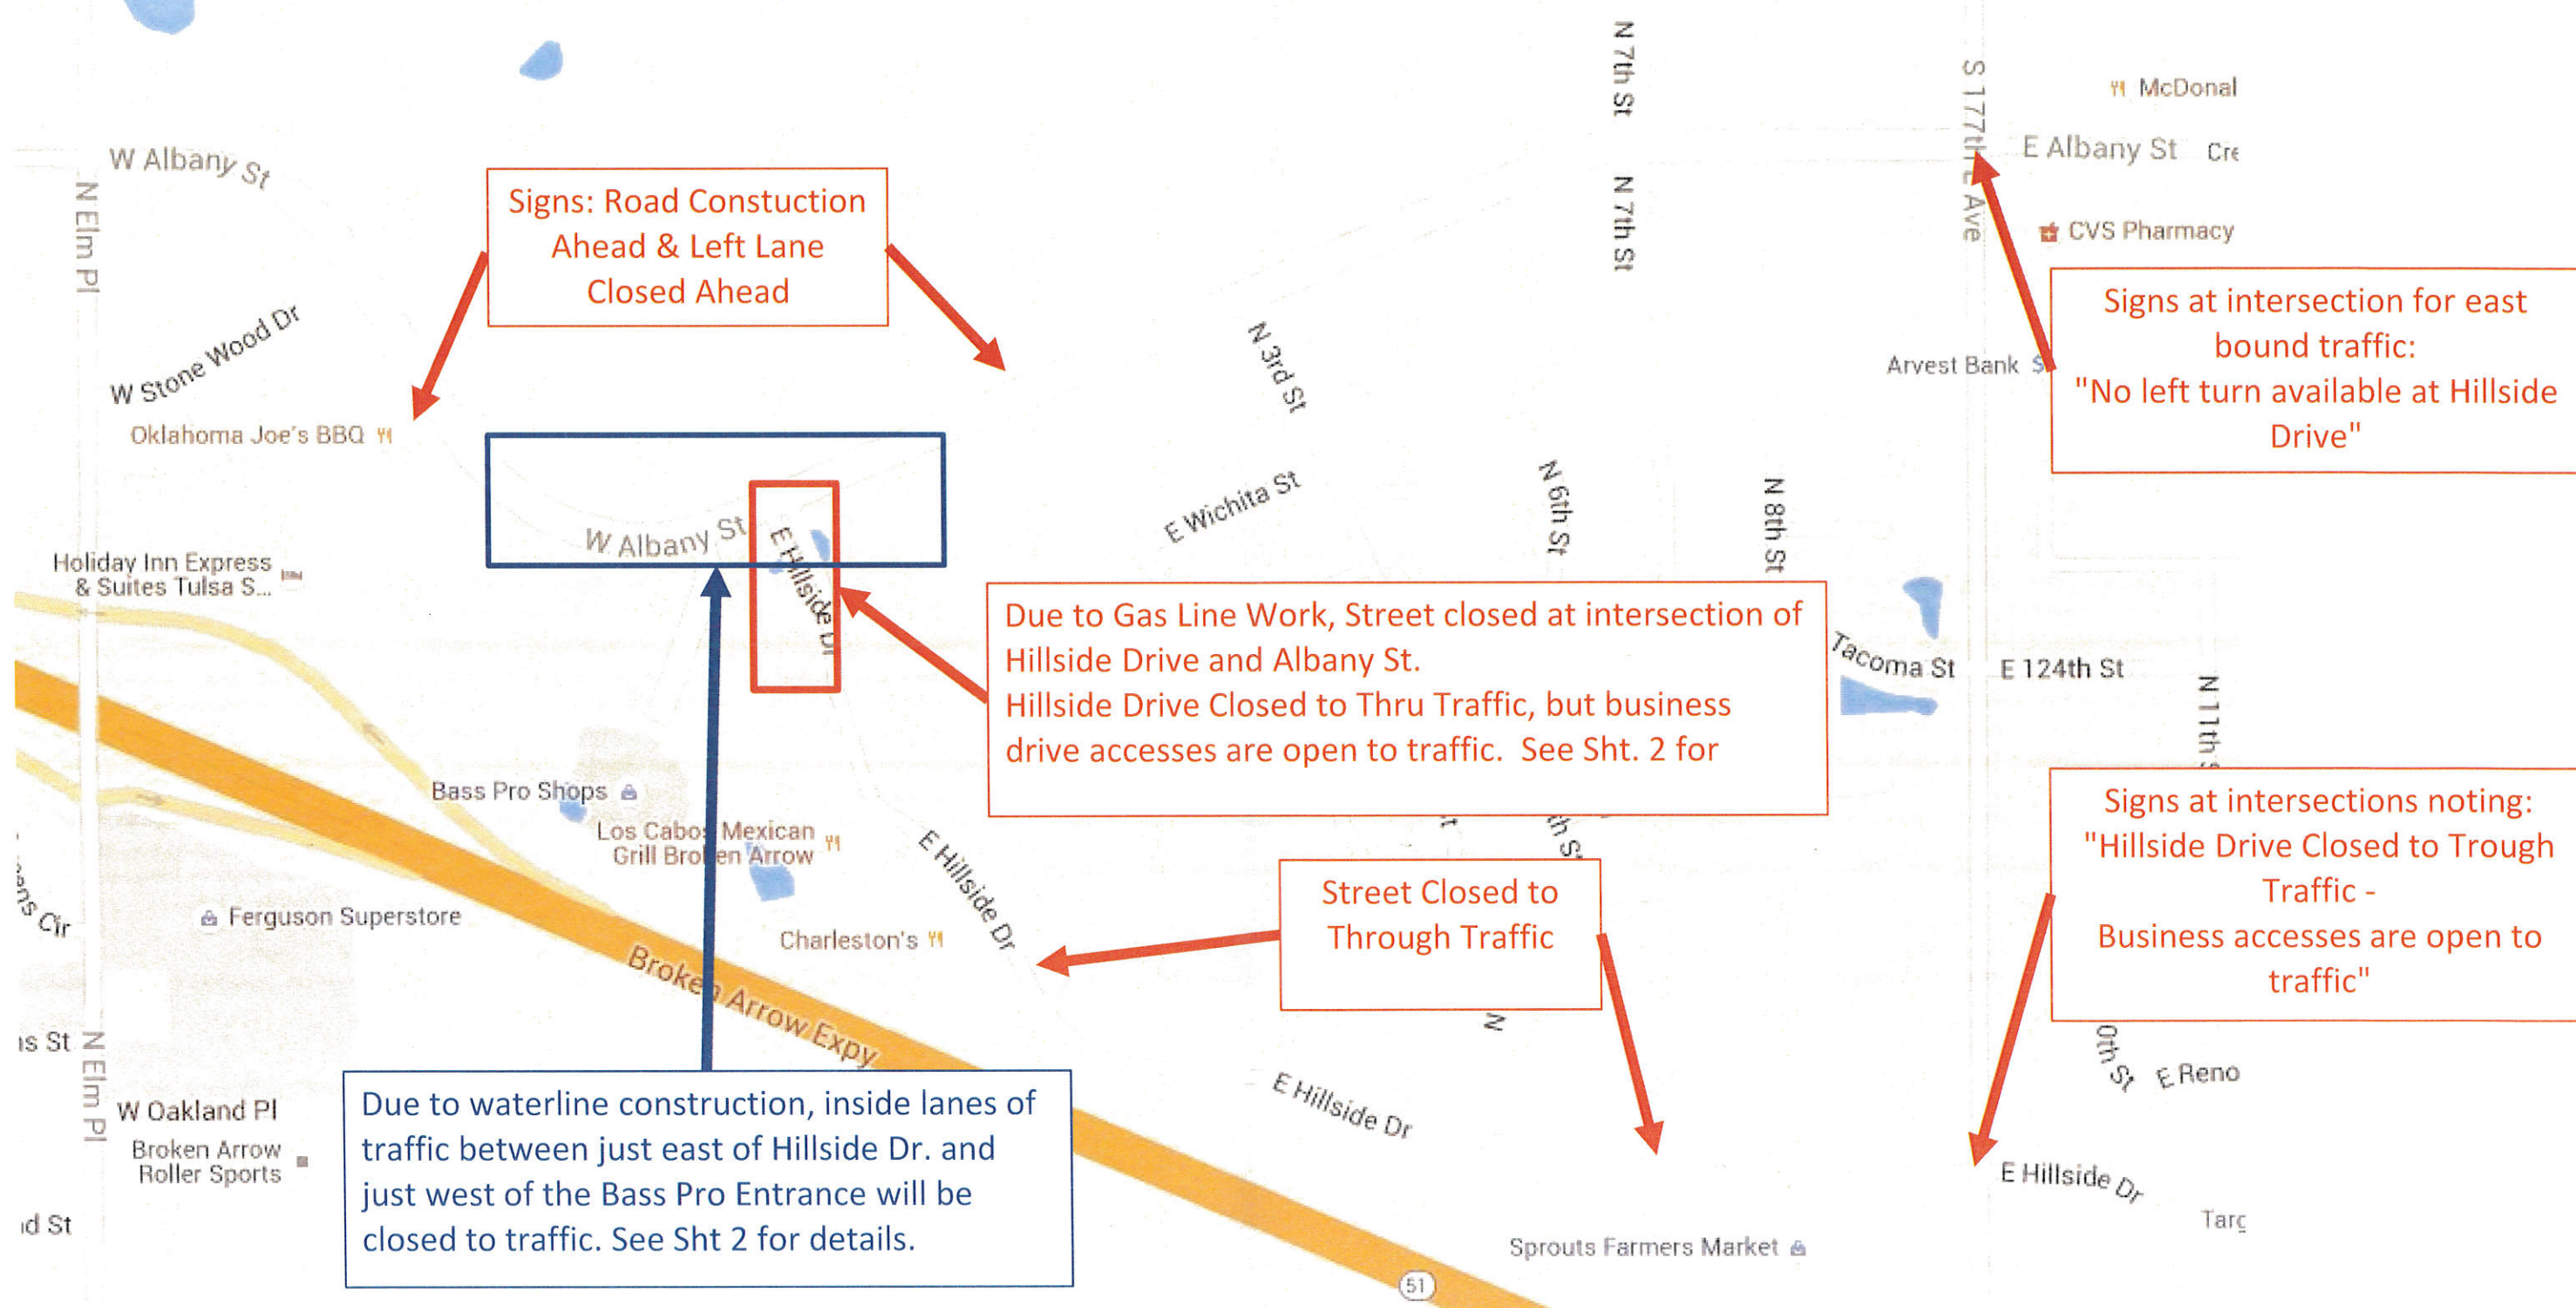 N 7th St
S 177th E Ave
McDonal
W Albany St
E Albany St
Cre
N Elm Pl
N 7th St
Signs: Road Constuction
Ahead & Left Lane
Closed Ahead
CVS Pharmacy
Signs at intersection for east
bound traffic:
"No left turn available at Hillside
Drive"
W Stone Wood Dr
N 3rd St
Arvest Bank
Oklahoma Joe's BBQ
E Wichita St
N 6th St
N 8th St
W Albany St
E Hillside Dr
Holiday Inn Express
& Suites Tulsa S...
Due to Gas Line Work, Street closed at intersection of
Hillside Drive and Albany St.
Hillside Drive Closed to Thru Traffic, but business
drive accesses are open to traffic. See Sht. 2 for
Tacoma St
E 124th St
N 11th S
Bass Pro Shops
Los Cabos Mexican
Grill Broken Arrow
E Hillside Dr
Signs at intersections noting:
"Hillside Drive Closed to Trough
Traffic -
Business accesses are open to
traffic"
Street Closed to
Through Traffic
Ferguson Superstore
Charleston's
Cir
Broken Arrow Expy
N
St
N Elm Pl
W Oakland Pl
Broken Arrow
Roller Sports
Due to waterline construction, inside lanes of
traffic between just east of Hillside Dr. and
just west of the Bass Pro Entrance will be
closed to traffic. See Sht 2 for details.
E Hillside Dr
0th St
E Reno
E Hillside Dr
Targ
St
Sprouts Farmers Market
51